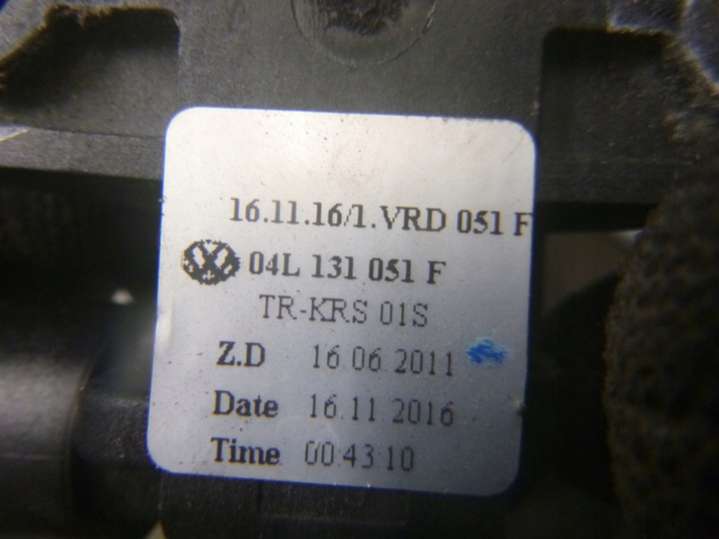 16.11.16/1.VRD 051 F
04L 131 051 F
TR-KRS 01S
Z.D 16 06 2011
Date 16 11 2016
Time 00 43 10